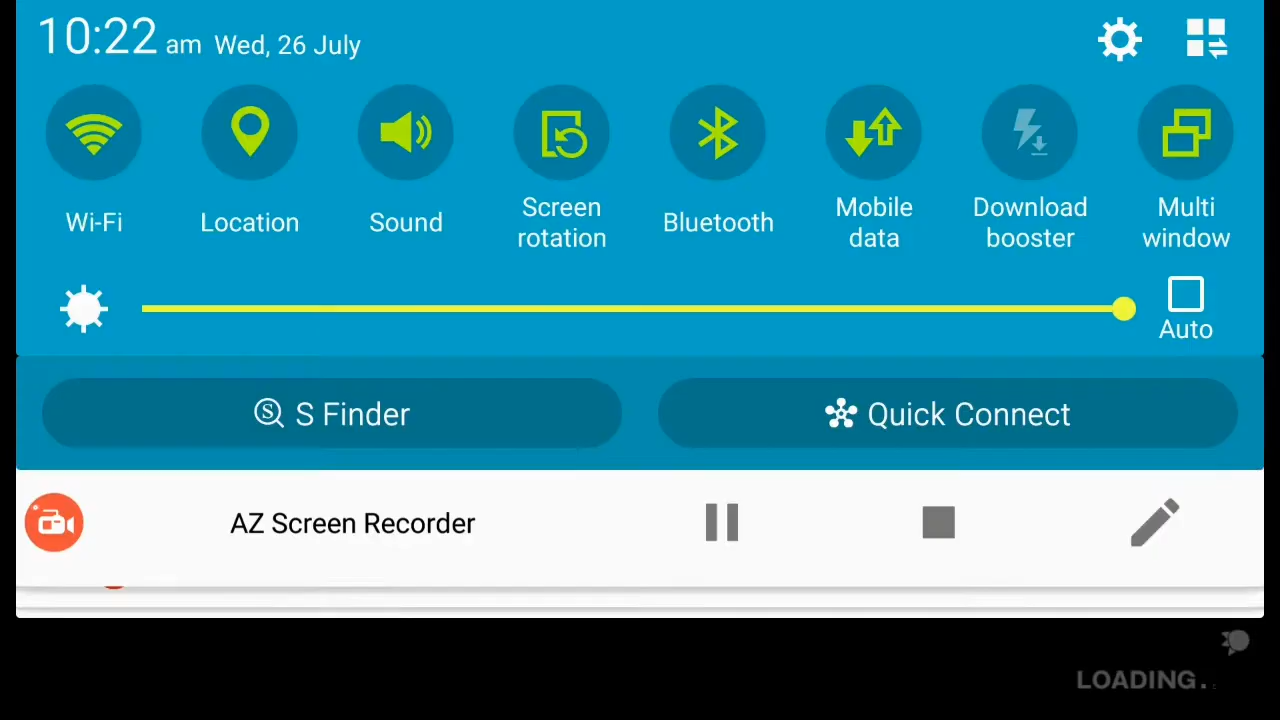 10:22 am Wed, 26 July
Wi-Fi
Location
Sound
Screen
rotation
Bluetooth
Mobile
data
Download
booster
Multi
window
Auto
S Finder
Quick Connect
AZ Screen Recorder
LOADING..